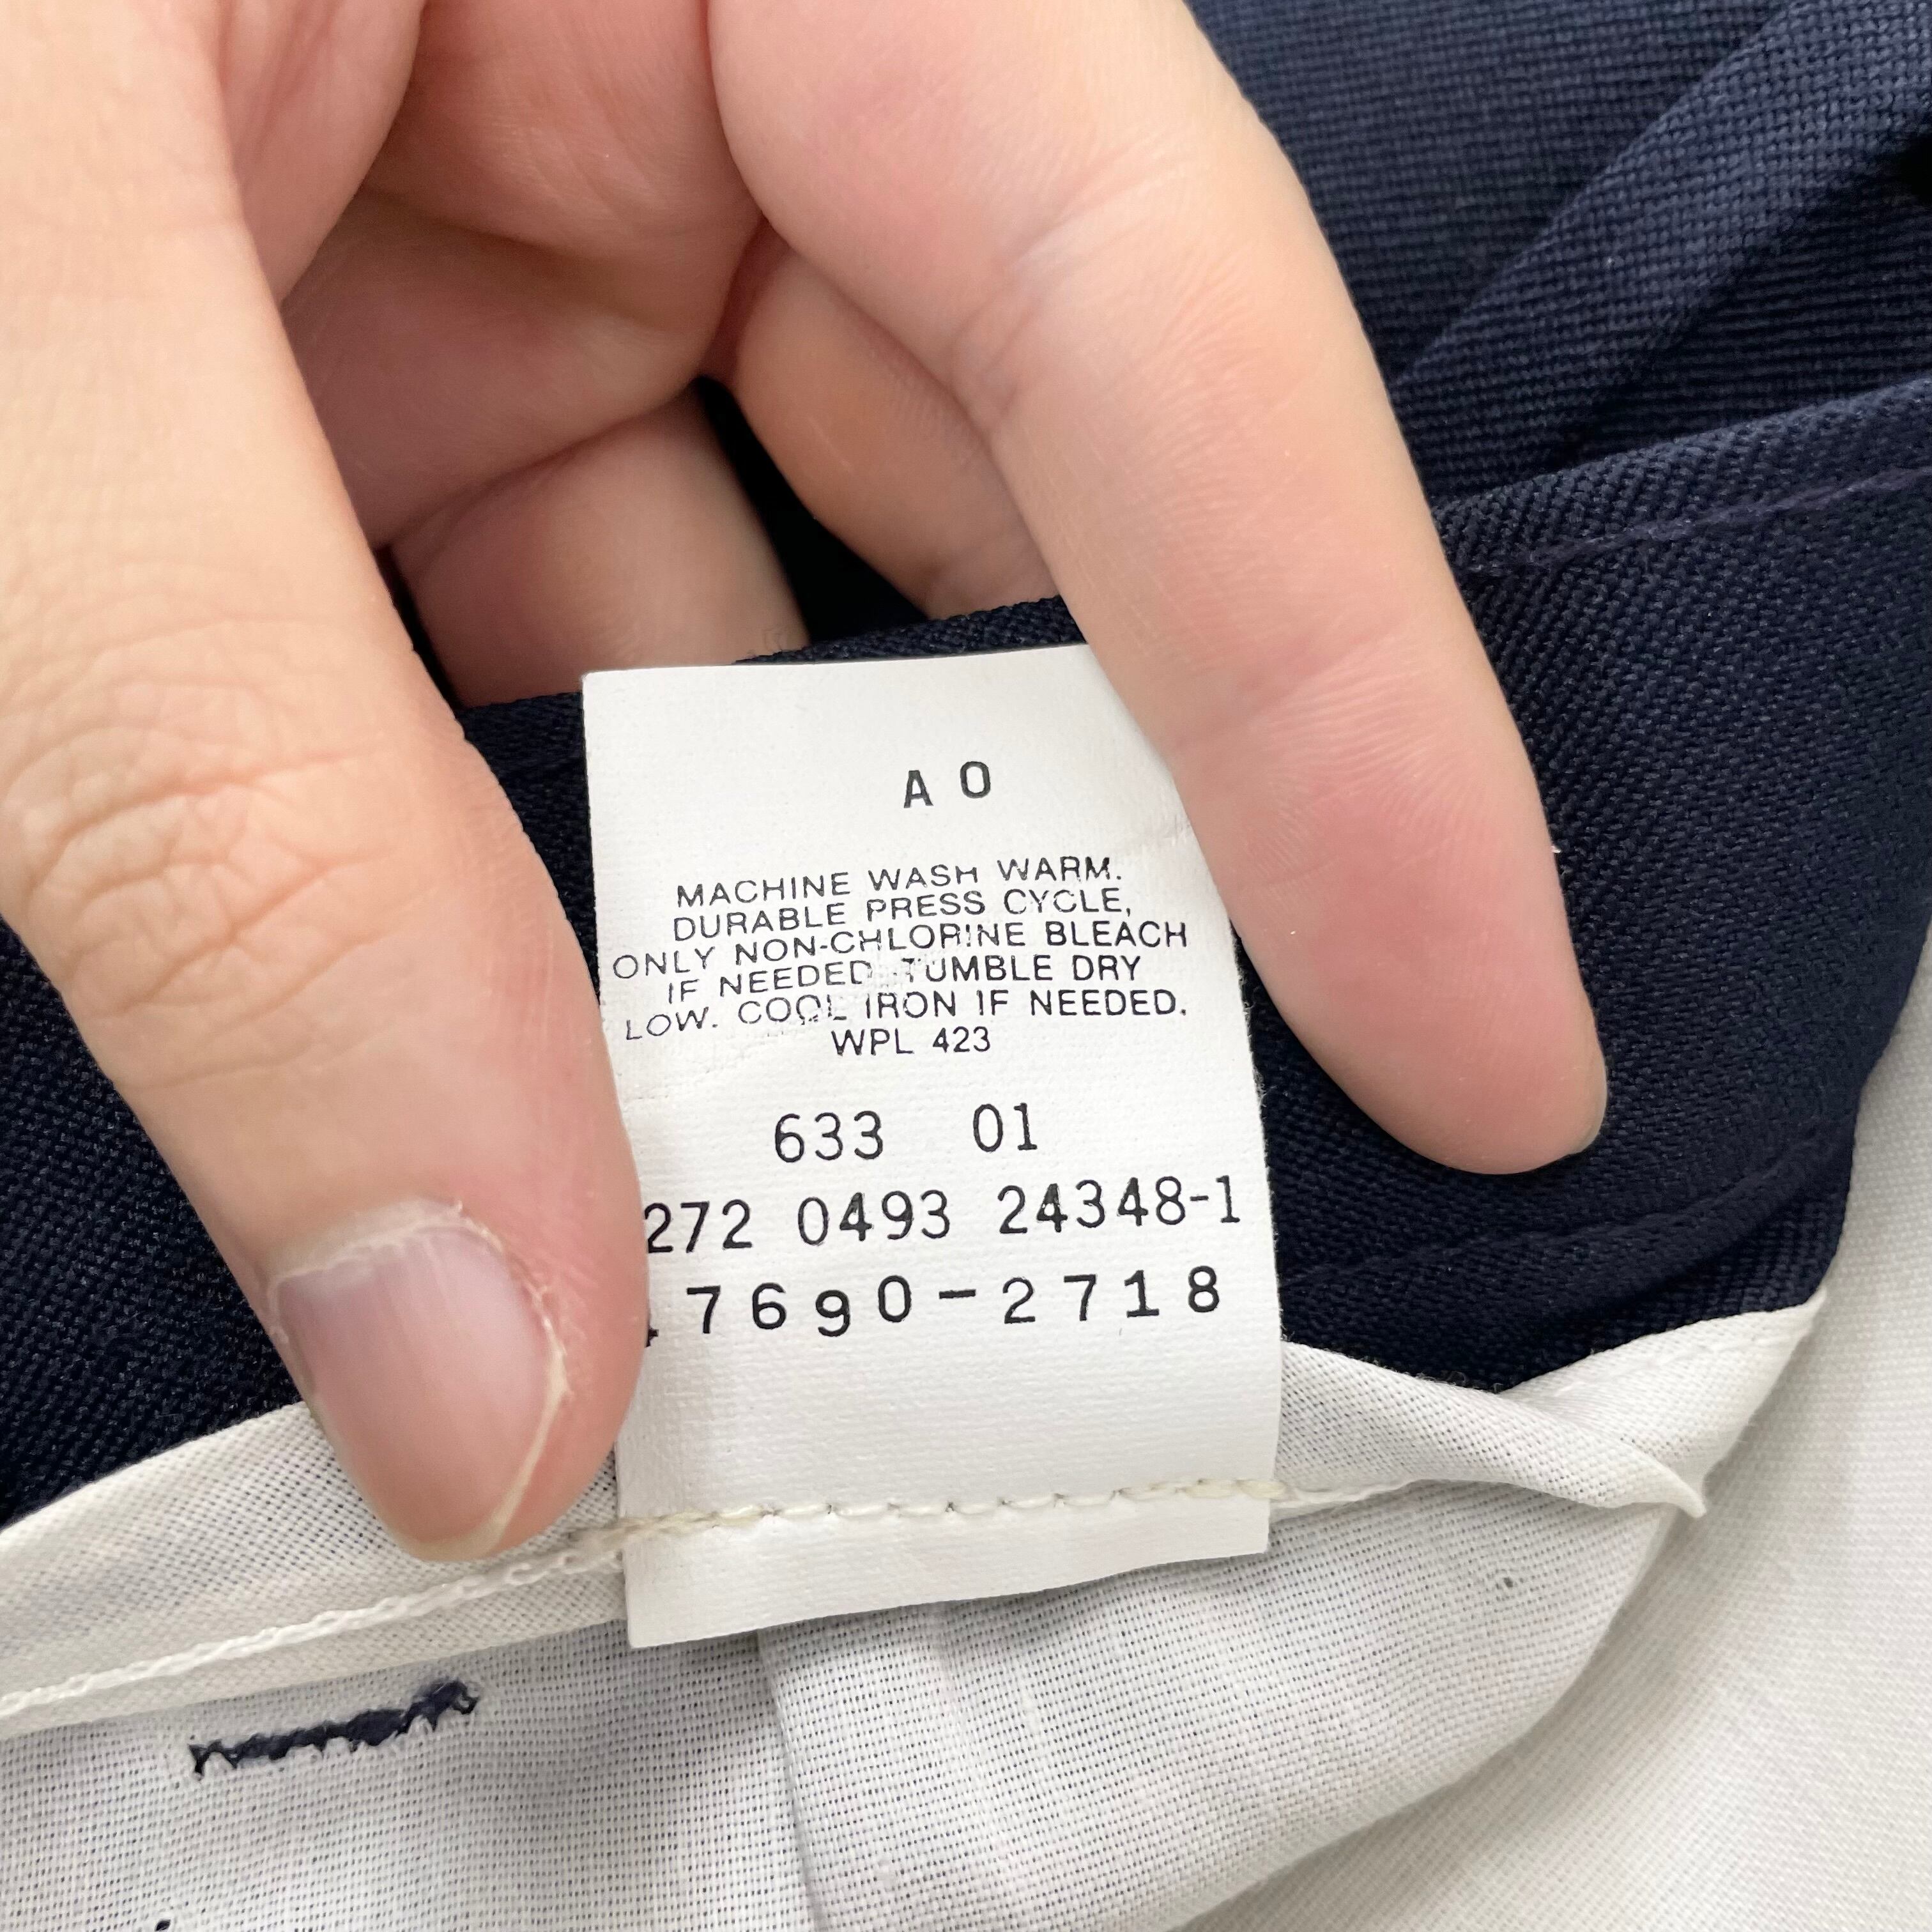 A O
MACHINE WASH WARM.
DURABLE PRESS CYCLE,
ONLY NON-CHLORINE BLEACH
IF NEEDED. TUMBLE DRY
LOW. COOL IRON IF NEEDED.
WPL 423
633 01
272 0493 24348-1
7690-2718